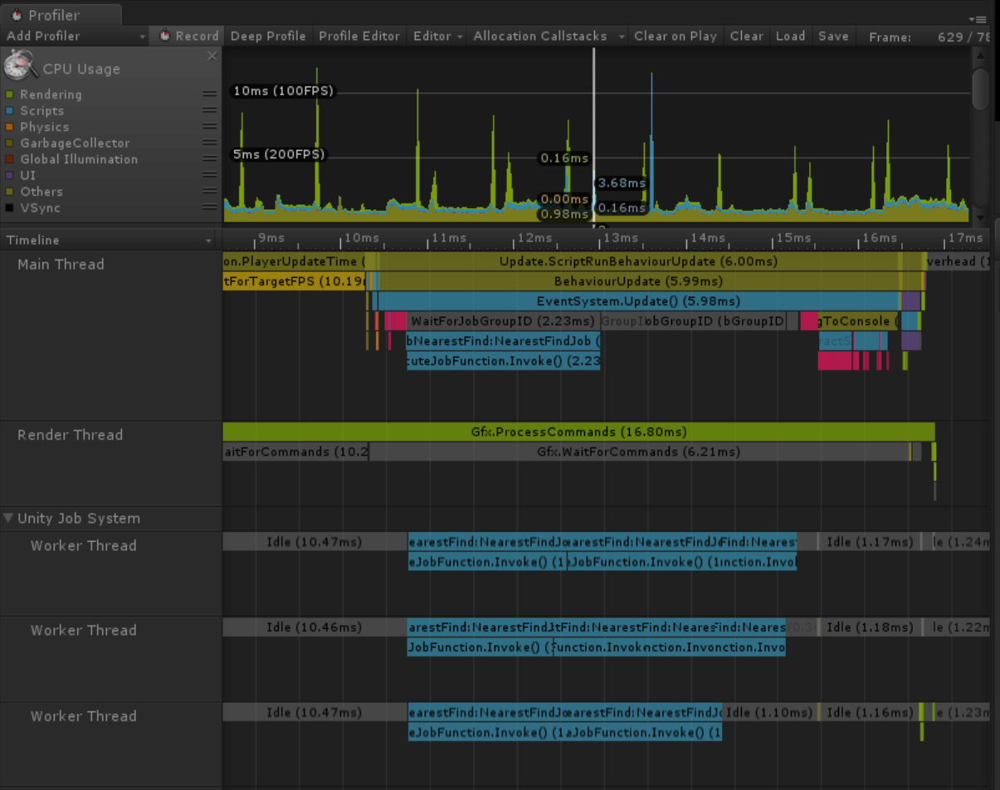 Profiler
Add Profiler Record Deep Profile Profile Editor Editor Allocation Callstacks Clear on Play Clear Load Save Frame: 629 / 78
CPU Usage
Rendering
Scripts
Physics
GarbageCollector
Global Illumination
UI
Others
VSync
10ms (100FPS)
5ms (200FPS)
0.16ms
3.68ms
0.00ms
0.16ms
0.98ms
Timeline
9ms 10ms 11ms 12ms 13ms 14ms 15ms 16ms 17ms
Main Thread
on.PlayerUpdateTime ( Update.ScriptRunBehaviourUpdate (6.00ms) verhead (1
tForTargetFPS (10.19 BehaviourUpdate (5.99ms)
EventSystem.Update() (5.98ms)
WaitForJobGroupID (2.23ms) GroupI obGroupID ( bGroupID gToConsole (
bNearestFind:NearestFindJob ( ractS
cuteJobFunction.Invoke() (2.23
Render Thread
Gfx.ProcessCommands (16.80ms)
aitForCommands (10.2 Gfx.WaitForCommands (6.21ms)
Unity Job System
Worker Thread
Idle (10.47ms) earestFind:NearestFindJo earestFind:NearestFindJ Find:Neares Idle (1.17ms) le (1.24m
eJobFunction.Invoke() (1 JobFunction.Invoke() (1 nction.Invo
Worker Thread
Idle (10.46ms) arestFind:NearestFindJ tFind:NearestFind:Neares Find:Neares (0.3 Idle (1.18ms) le (1.22m
JobFunction.Invoke() ( Function.Invok nction.Invo nction.Invo
Worker Thread
Idle (10.47ms) earestFind:NearestFindJo earestFind:NearestFindJ Idle (1.10ms) Idle (1.16ms) e (1.23m
eJobFunction.Invoke() (1 eJobFunction.Invoke() (1